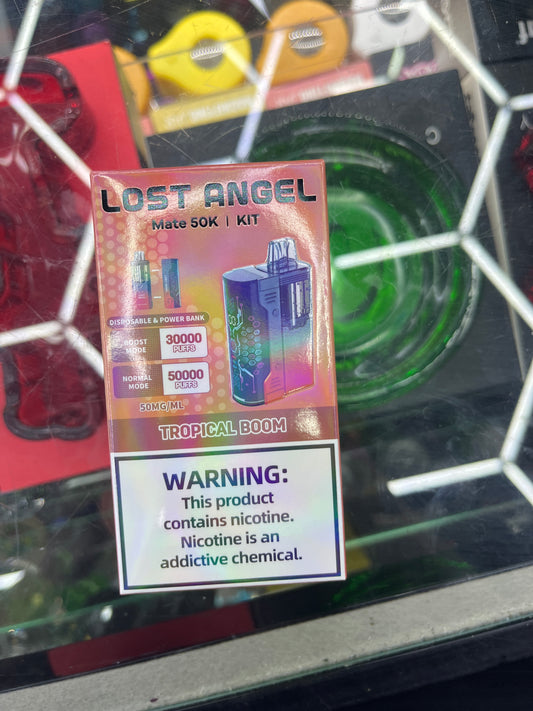 LOST ANGEL
Mate 50K | KIT
DISPOSABLE & POWER BANK
BOOST MODE
30000 PUFFS
NORMAL MODE
50000 PUFFS
50MG/ML
TROPICAL BOOM
WARNING:
This product
contains nicotine.
Nicotine is an
addictive chemical.